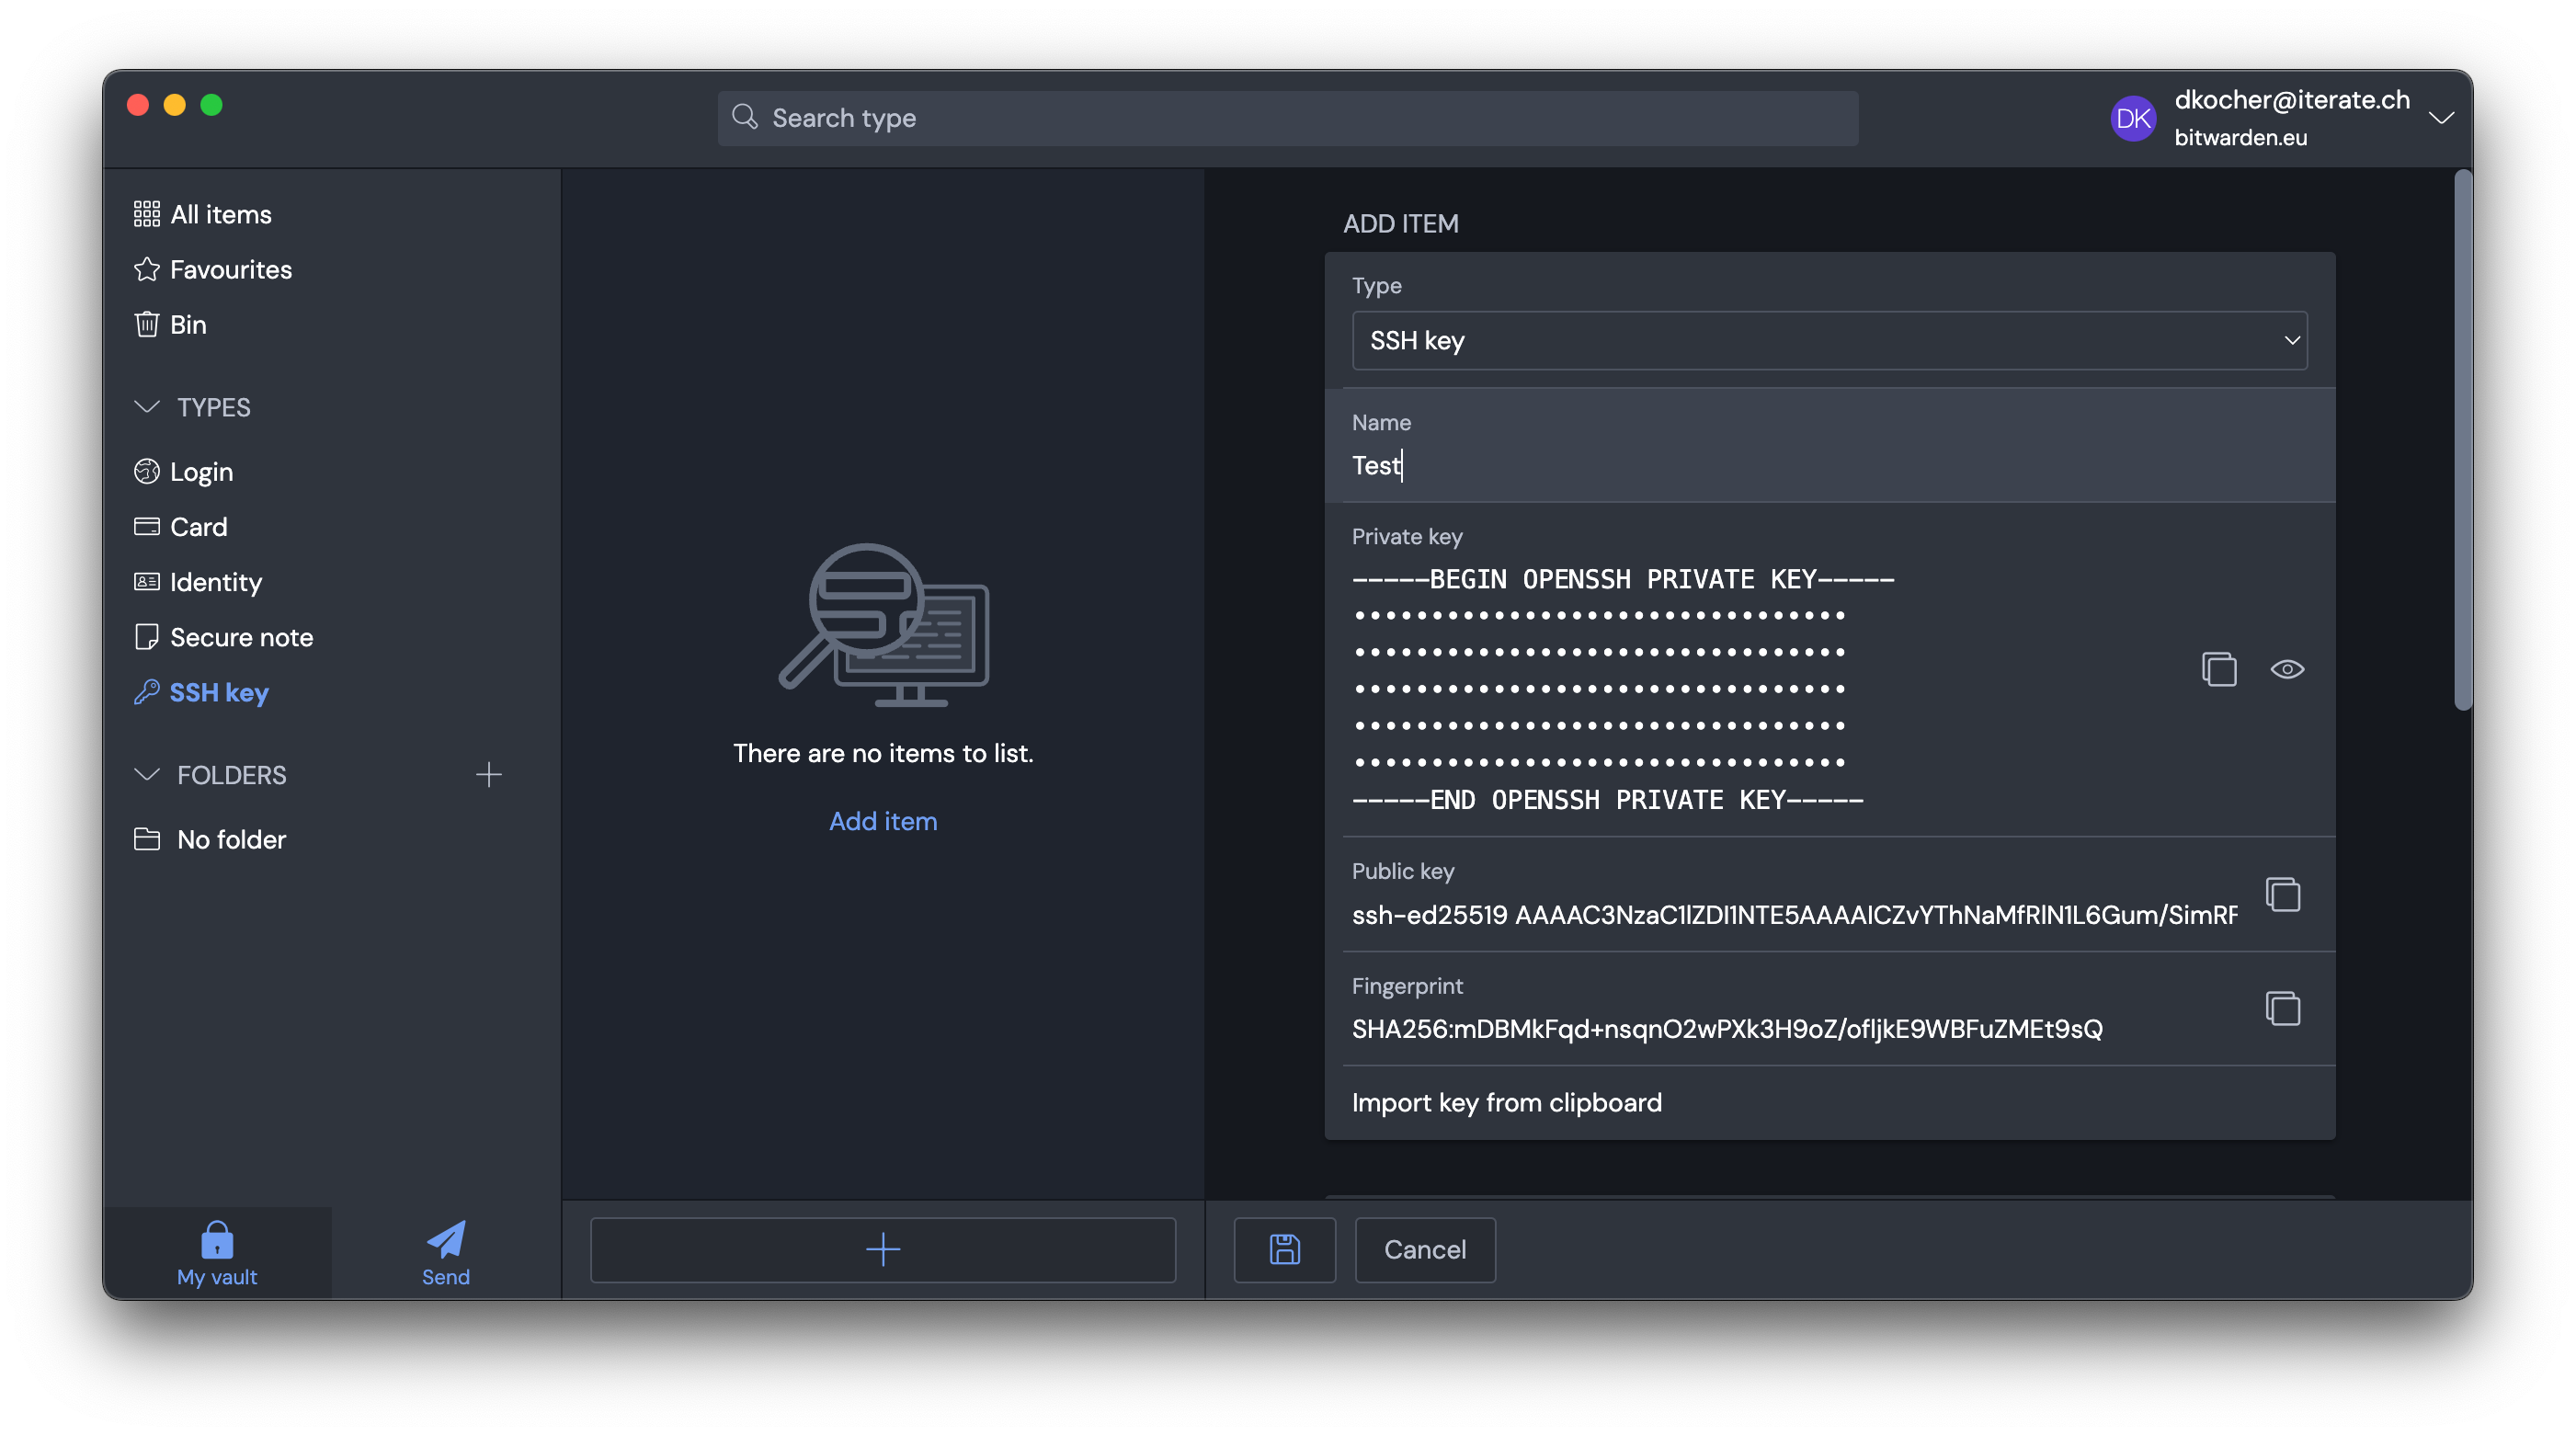 Search type
DK
dkocher@iterate.ch
bitwarden.eu
All items
Favourites
Bin
TYPES
Login
Card
Identity
Secure note
SSH key
FOLDERS
No folder
My vault
Send
There are no items to list.
Add item
ADD ITEM
Type
SSH key
Name
Test
Private key
-----BEGIN OPENSSH PRIVATE KEY-----
••••••••••••••••••••••••••••••••
••••••••••••••••••••••••••••••••
••••••••••••••••••••••••••••••••
••••••••••••••••••••••••••••••••
••••••••••••••••••••••••••••••••
-----END OPENSSH PRIVATE KEY-----
Public key
ssh-ed25519 AAAAC3NzaC1lZDI1NTE5AAAAICZvYThNaMfRlN1L6Gum/SimRF
Fingerprint
SHA256:mDBMkFqd+nsqnO2wPXk3H9oZ/ofljkE9WBFuZMEt9sQ
Import key from clipboard
Cancel